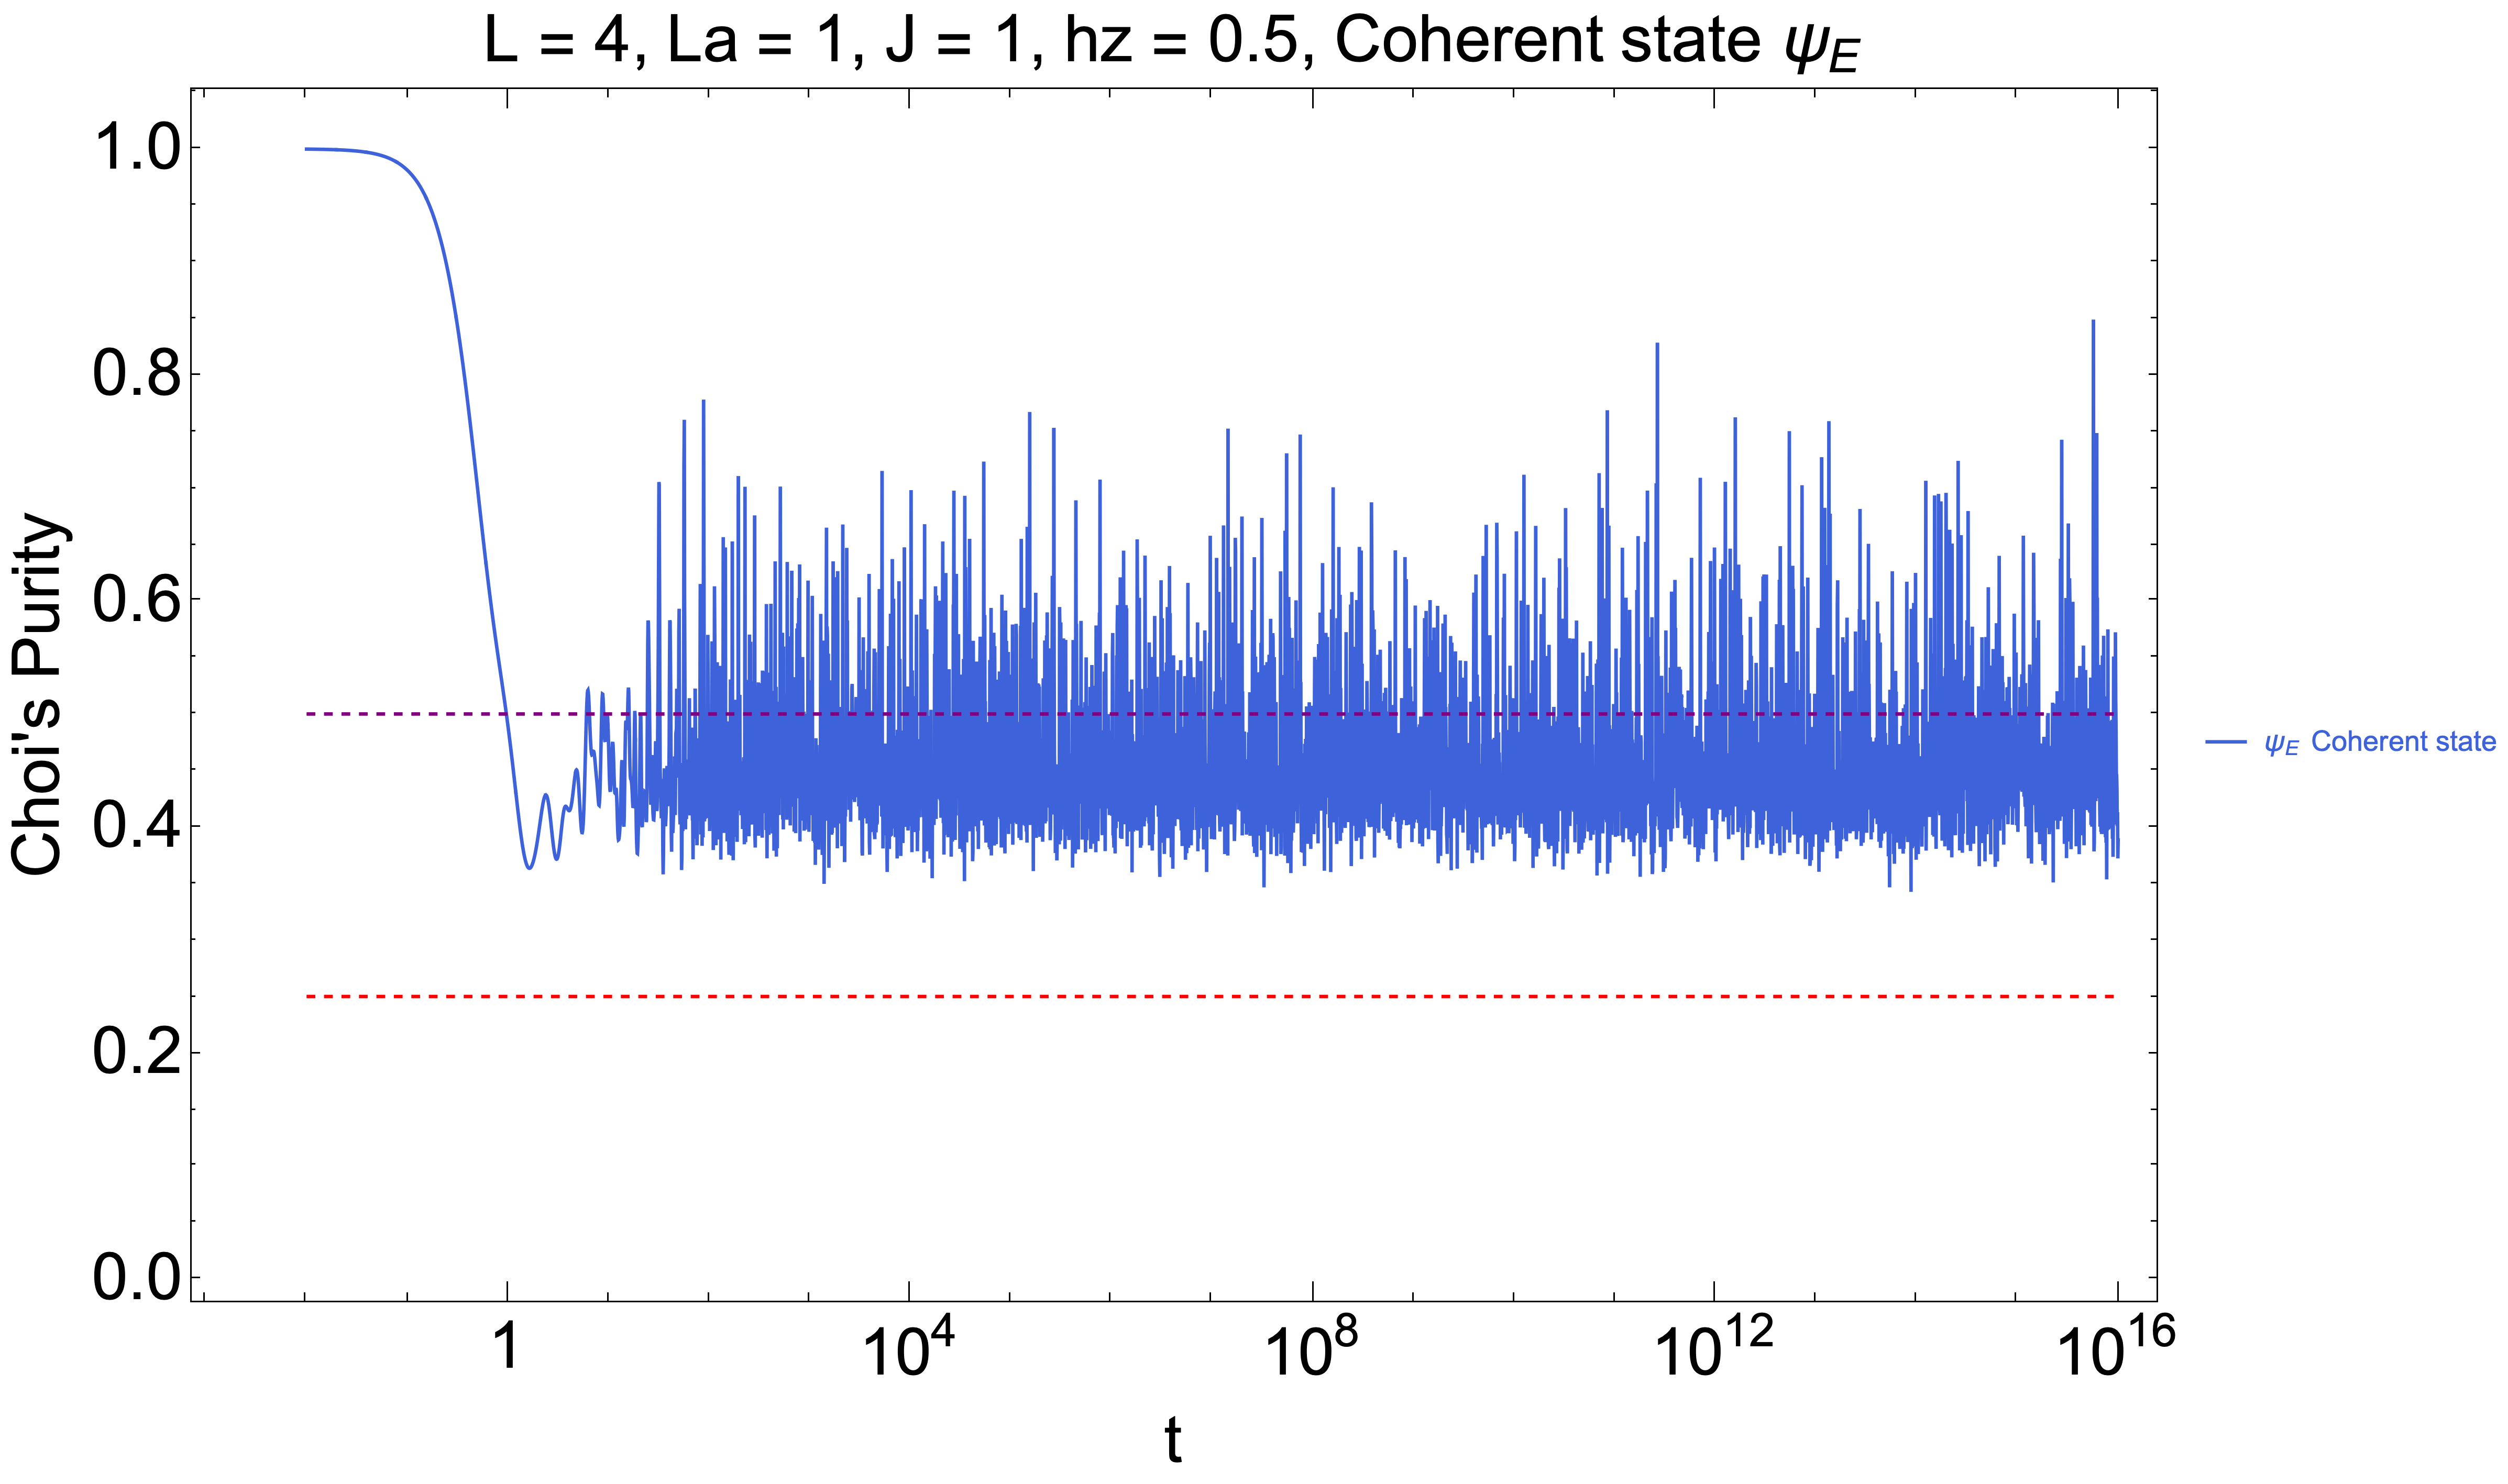 L = 4, La = 1, J = 1, hz = 0.5, Coherent state ψE
Choi's Purity
1.0
0.8
0.6
0.4
0.2
0.0
1
10^4
10^8
10^12
10^16
t
ψE Coherent state